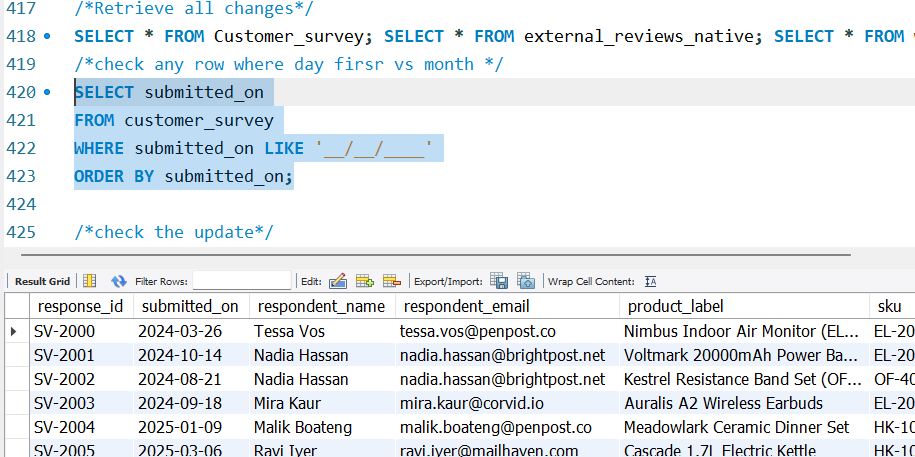 417 /*Retrieve all changes*/
418 SELECT * FROM Customer_survey; SELECT * FROM external_reviews_native; SELECT * FROM
419 /*check any row where day firsr vs month */
420 SELECT submitted_on
421 FROM customer_survey
422 WHERE submitted_on LIKE '__/__/____'
423 ORDER BY submitted_on;
424
425 /*check the update*/
Result Grid Filter Rows: Edit: Export/Import: Wrap Cell Content:
response_id submitted_on respondent_name respondent_email product_label sku
SV-2000 2024-03-26 Tessa Vos tessa.vos@penpost.co Nimbus Indoor Air Monitor (EL... EL-20
SV-2001 2024-10-14 Nadia Hassan nadia.hassan@brightpost.net Voltmark 20000mAh Power Ba... EL-20
SV-2002 2024-08-21 Nadia Hassan nadia.hassan@brightpost.net Kestrel Resistance Band Set (OF... OF-40
SV-2003 2024-09-18 Mira Kaur mira.kaur@corvid.io Auralis A2 Wireless Earbuds EL-20
SV-2004 2025-01-09 Malik Boateng malik.boateng@penpost.co Meadowlark Ceramic Dinner Set HK-10
SV-2005 2025-03-06 Ravi Iyer ravi.iyer@mailhaven.com Cascade 1.7L Electric Kettle HK-10